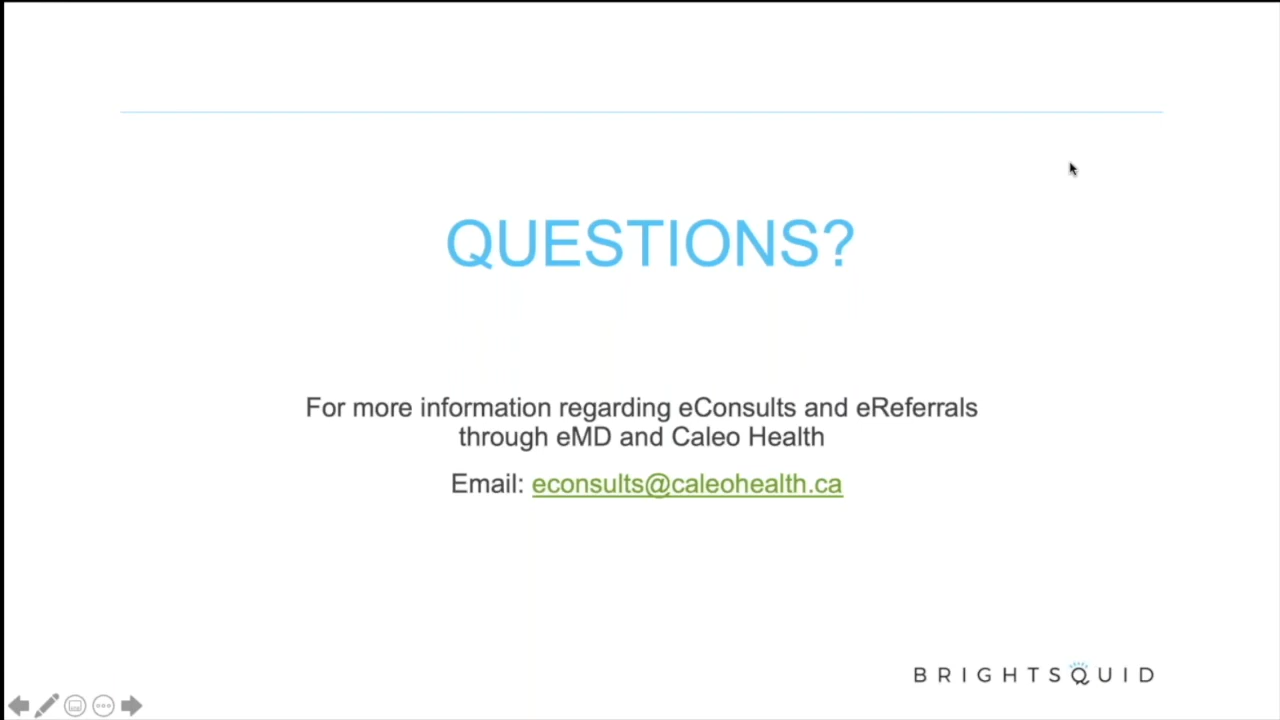 QUESTIONS?
For more information regarding eConsults and eReferrals
through eMD and Caleo Health
Email: econsults@caleohealth.ca
BRIGHTSQUID